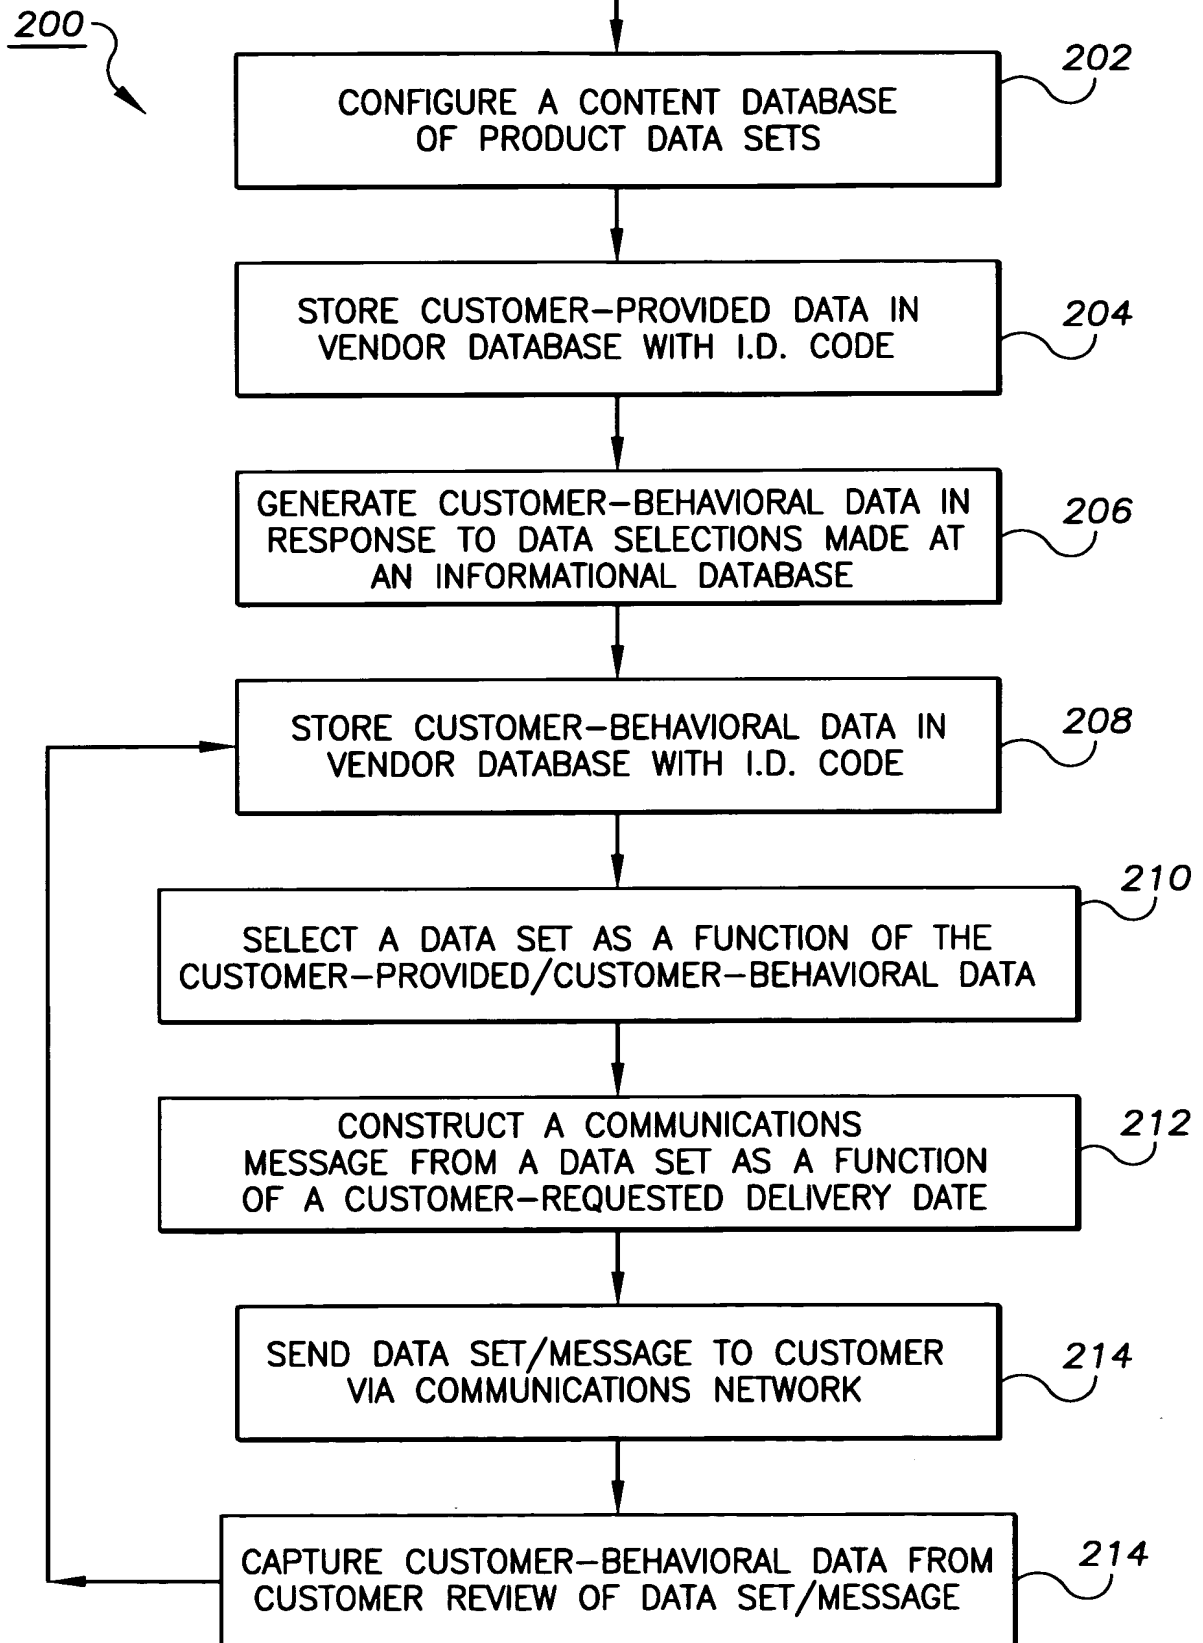 200
202
CONFIGURE A CONTENT DATABASE
OF PRODUCT DATA SETS
204
STORE CUSTOMER-PROVIDED DATA IN
VENDOR DATABASE WITH I.D. CODE
206
GENERATE CUSTOMER-BEHAVIORAL DATA IN
RESPONSE TO DATA SELECTIONS MADE AT
AN INFORMATIONAL DATABASE
208
STORE CUSTOMER-BEHAVIORAL DATA IN
VENDOR DATABASE WITH I.D. CODE
210
SELECT A DATA SET AS A FUNCTION OF THE
CUSTOMER-PROVIDED/CUSTOMER-BEHAVIORAL DATA
212
CONSTRUCT A COMMUNICATIONS
MESSAGE FROM A DATA SET AS A FUNCTION
OF A CUSTOMER-REQUESTED DELIVERY DATE
214
SEND DATA SET/MESSAGE TO CUSTOMER
VIA COMMUNICATIONS NETWORK
214
CAPTURE CUSTOMER-BEHAVIORAL DATA FROM
CUSTOMER REVIEW OF DATA SET/MESSAGE